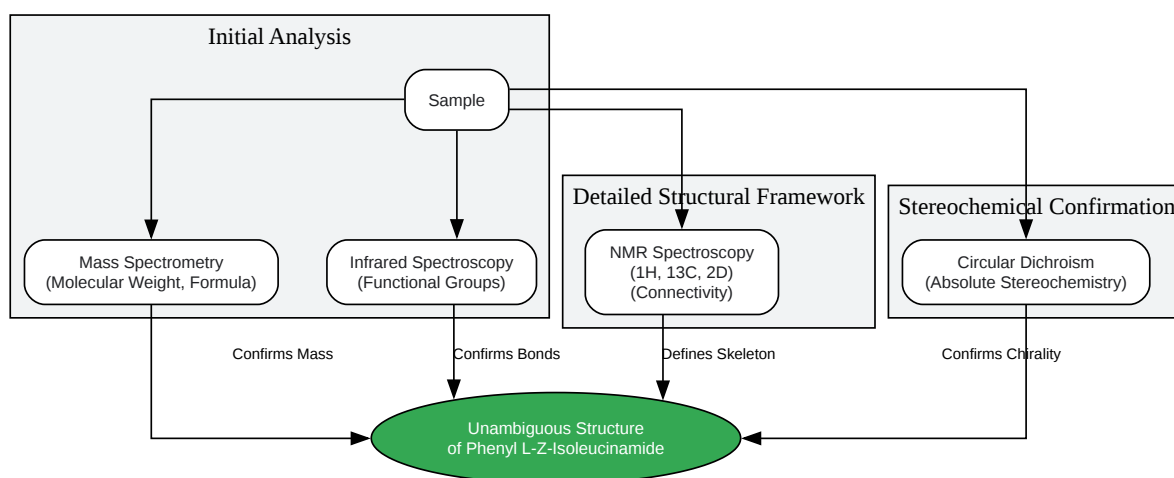 Initial Analysis
Sample
Detailed Structural Framework
Stereochemical Confirmation
Mass Spectrometry
(Molecular Weight, Formula)
Infrared Spectroscopy
(Functional Groups)
NMR Spectroscopy
(1H, 13C, 2D)
(Connectivity)
Circular Dichroism
(Absolute Stereochemistry)
Confirms Mass
Confirms Bonds
Defines Skeleton
Confirms Chirality
Unambiguous Structure
of Phenyl L-Z-Isoleucinamide